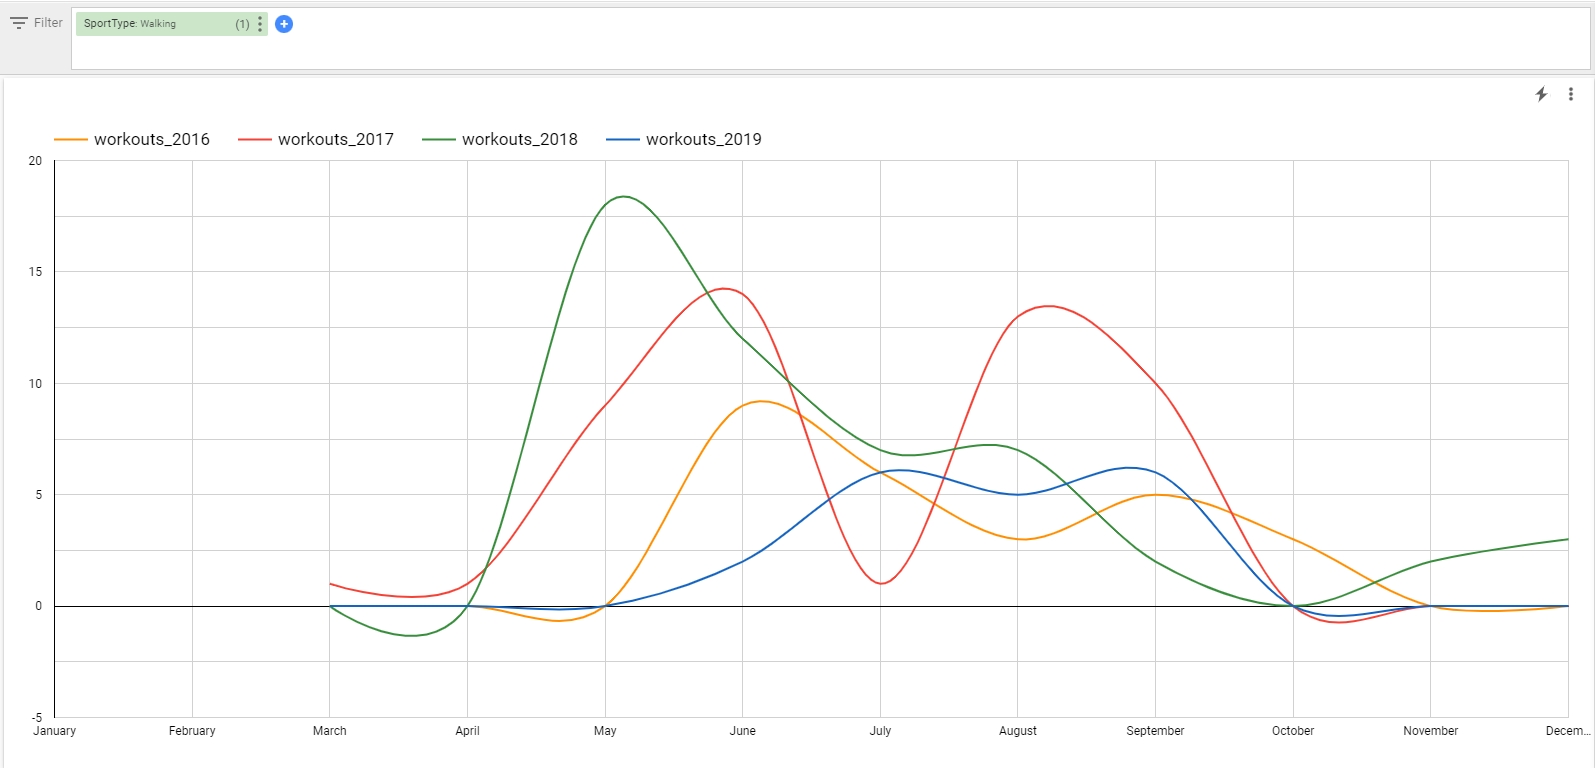 Filter SportType: Walking (1)
workouts_2016 workouts_2017 workouts_2018 workouts_2019
20
15
10
5
0
-5
January February March April May June July August September October November Decem...